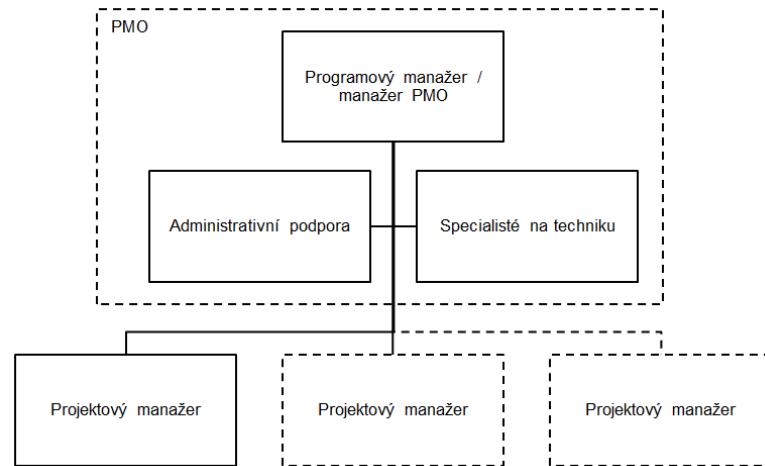 PMO
Programový manažer /
manažer PMO
Administrativní podpora
Specialisté na techniku
Projektový manažer
Projektový manažer
Projektový manažer